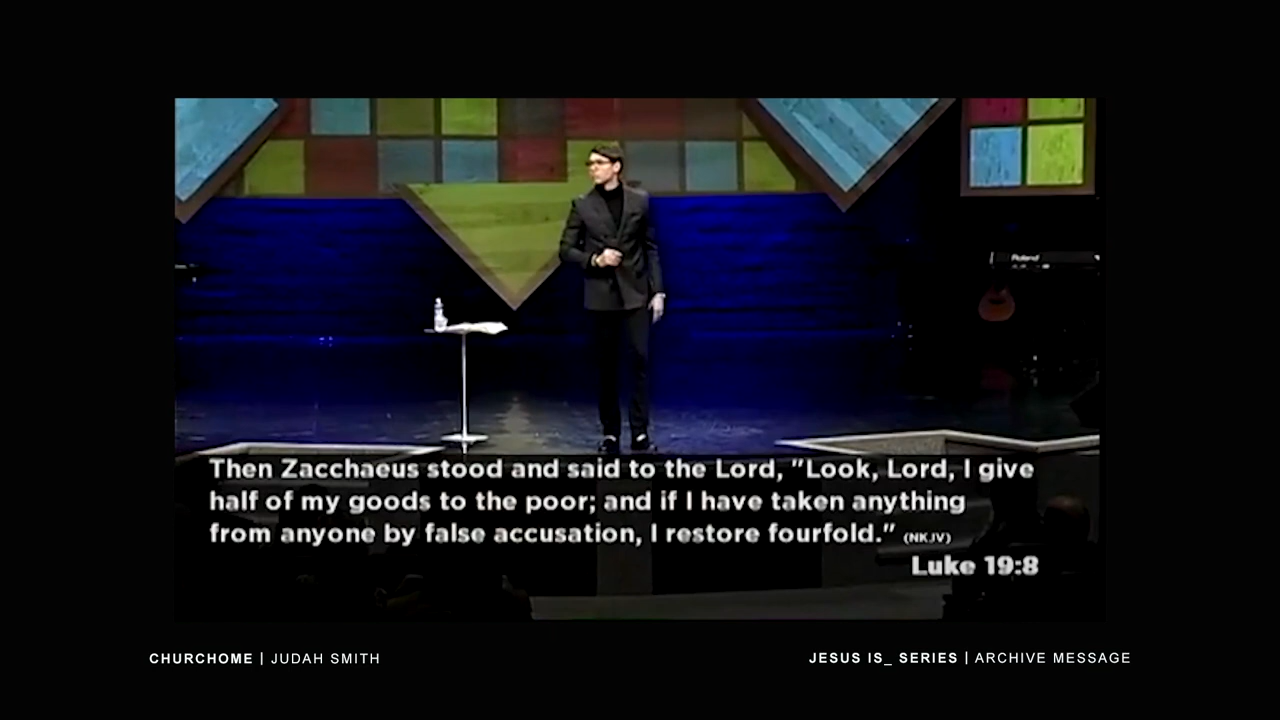 Roland
Then Zacchaeus stood and said to the Lord, "Look, Lord, I give
half of my goods to the poor; and if I have taken anything
from anyone by false accusation, I restore fourfold." (NKJV)
Luke 19:8
CHURCHOME | JUDAH SMITH
JESUS IS_ SERIES | ARCHIVE MESSAGE